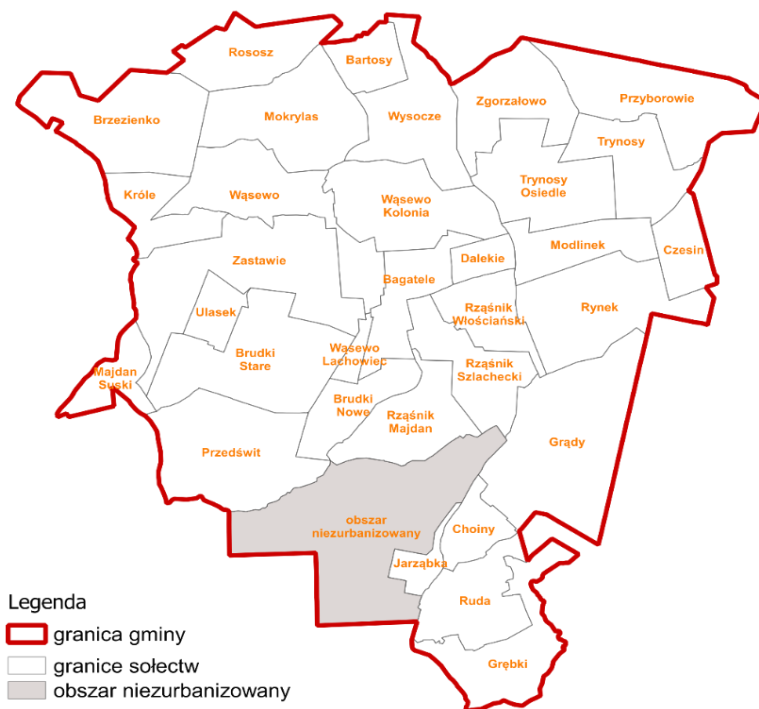 Rososz
Bartosy
Brzezienko
Mokrylas
Wysocze
Zgorzałowo
Przyborowie
Trynosy
Króle
Wąsewo
Wąsewo
Kolonia
Trynosy
Osiedle
Zastawie
Bagatele
Dalekie
Modlinek
Czesin
Ulasek
Rząśnik
Włościański
Rynek
Majdan
Suski
Brudki
Stare
Wąsewo
Lachowiec
Rząśnik
Szlachecki
Brudki
Nowe
Rząśnik
Majdan
Przedświt
Grądy
obszar
niezurbanizowany
Choiny
Jarząbka
Ruda
Grębki
Legenda
granica gminy
granice sołectw
obszar niezurbanizowany